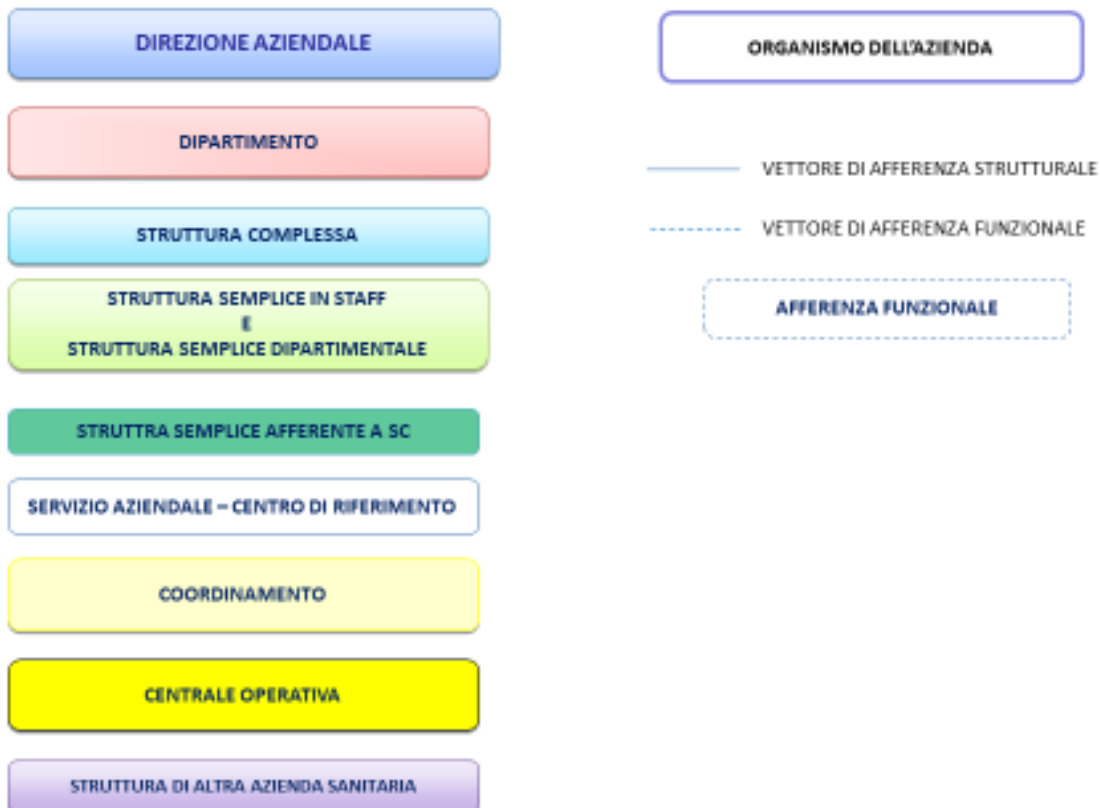 DIREZIONE AZIENDALE
DIPARTIMENTO
STRUTTURA COMPLESSA
STRUTTURA SEMPLICE IN STAFF
E
STRUTTURA SEMPLICE DIPARTIMENTALE
STRUTTRA SEMPLICE AFFERENTE A SC
SERVIZIO AZIENDALE – CENTRO DI RIFERIMENTO
COORDINAMENTO
CENTRALE OPERATIVA
STRUTTURA DI ALTRA AZIENDA SANITARIA
ORGANISMO DELL'AZIENDA
VETTORE DI AFFERENZA STRUTTURALE
VETTORE DI AFFERENZA FUNZIONALE
AFFERENZA FUNZIONALE